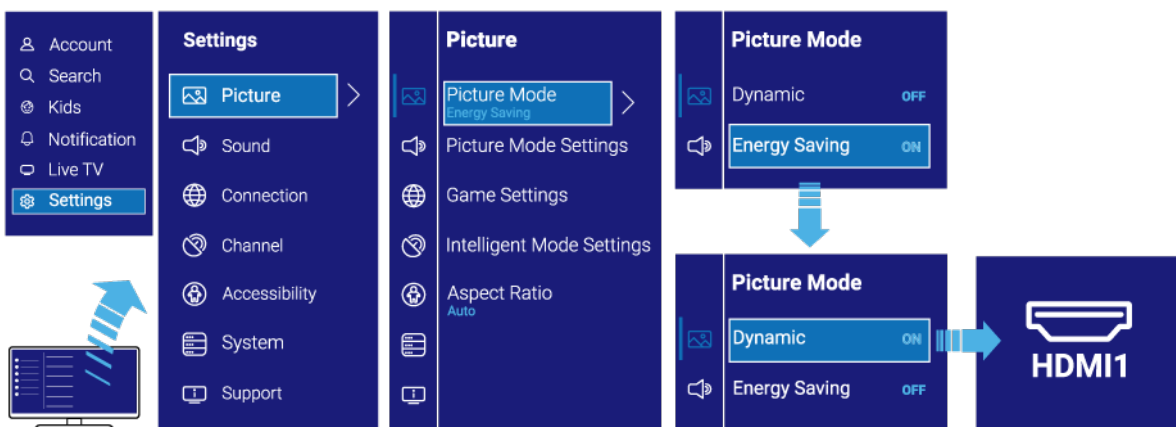 Account
Search
Kids
Notification
Live TV
Settings
Settings
Picture
Sound
Connection
Channel
Accessibility
System
Support
Picture
Picture Mode
Energy Saving
Picture Mode Settings
Game Settings
Intelligent Mode Settings
Aspect Ratio
Auto
Picture Mode
Dynamic OFF
Energy Saving ON
Picture Mode
Dynamic ON
Energy Saving OFF
HDMI1